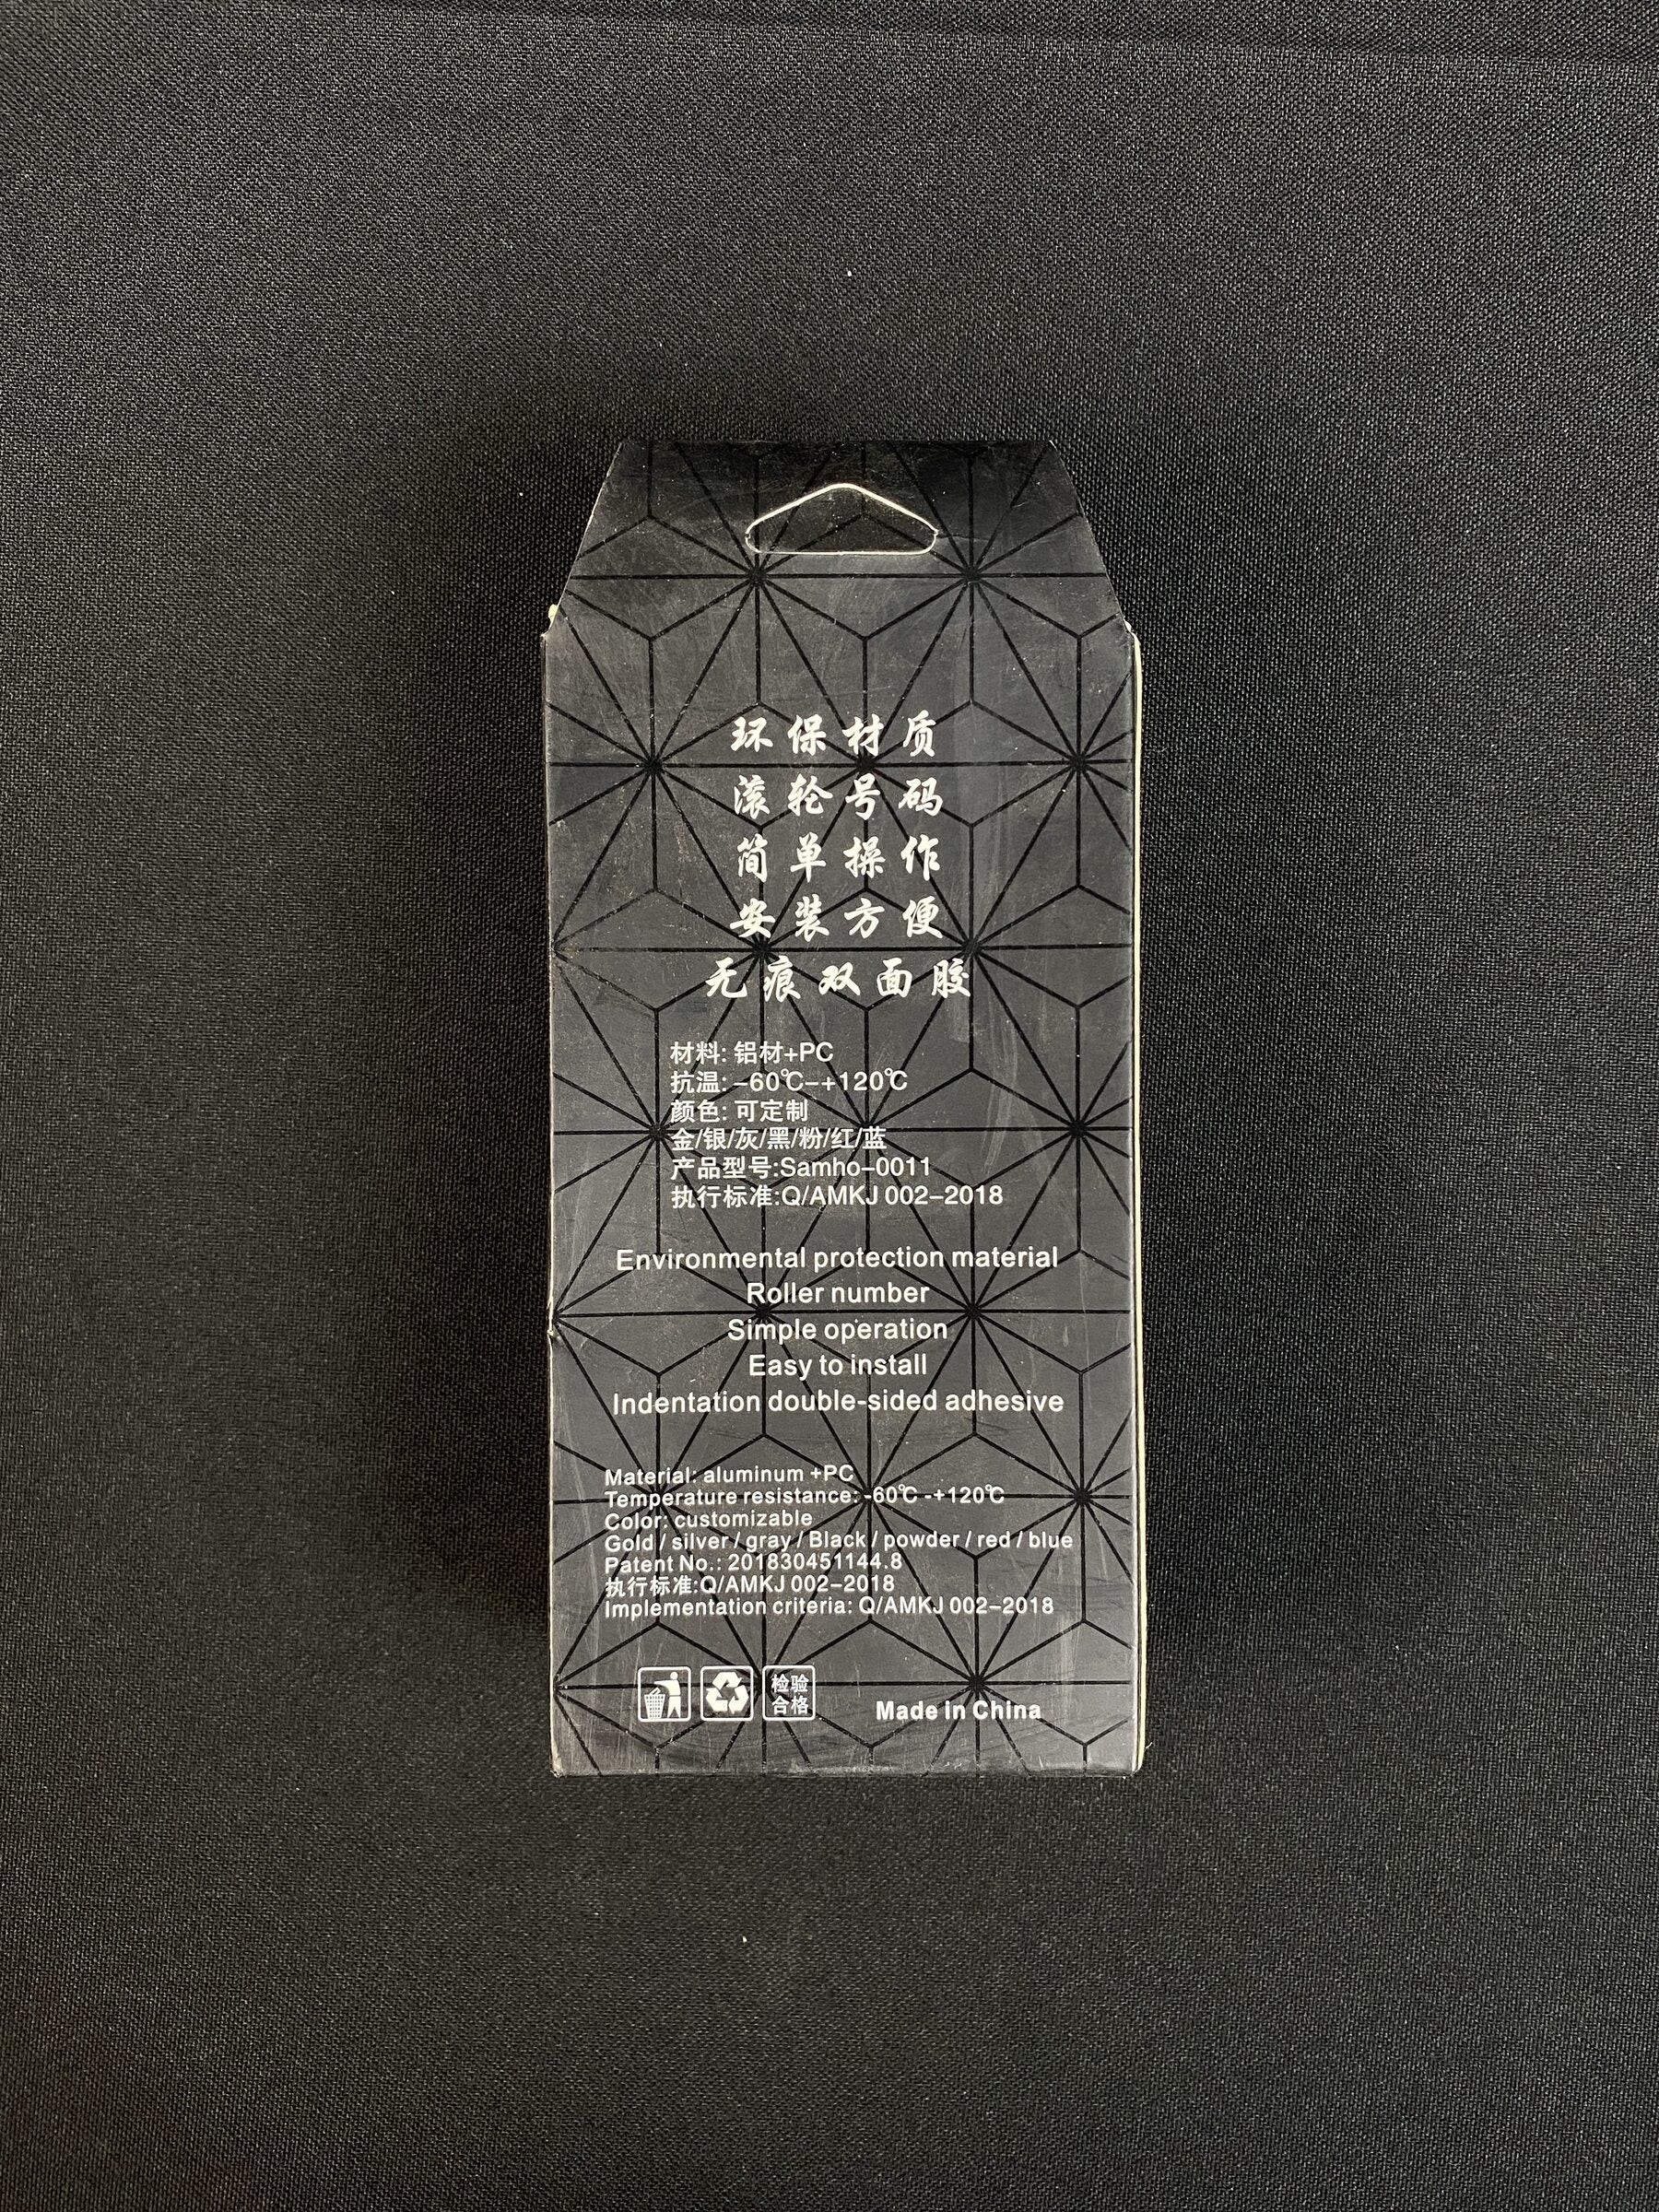 环保材质
滚轮号码
简单操作
安装方便
无痕双面胶
材料: 铝材+PC
抗温: -60℃-+120℃
颜色: 可定制
金/银/灰/黑/粉/红/蓝
产品型号:Samho-0011
执行标准:Q/AMKJ 002-2018
Environmental protection material
Roller number
Simple operation
Easy to install
Indentation double-sided adhesive
Material: aluminum +PC
Temperature resistance: -60℃ -+120℃
Color: customizable
Gold / silver / gray / Black / powder / red / blue
Patent No.: 201830451144.8
执行标准:Q/AMKJ 002-2018
Implementation criteria: Q/AMKJ 002-2018
检验
合格
Made in China